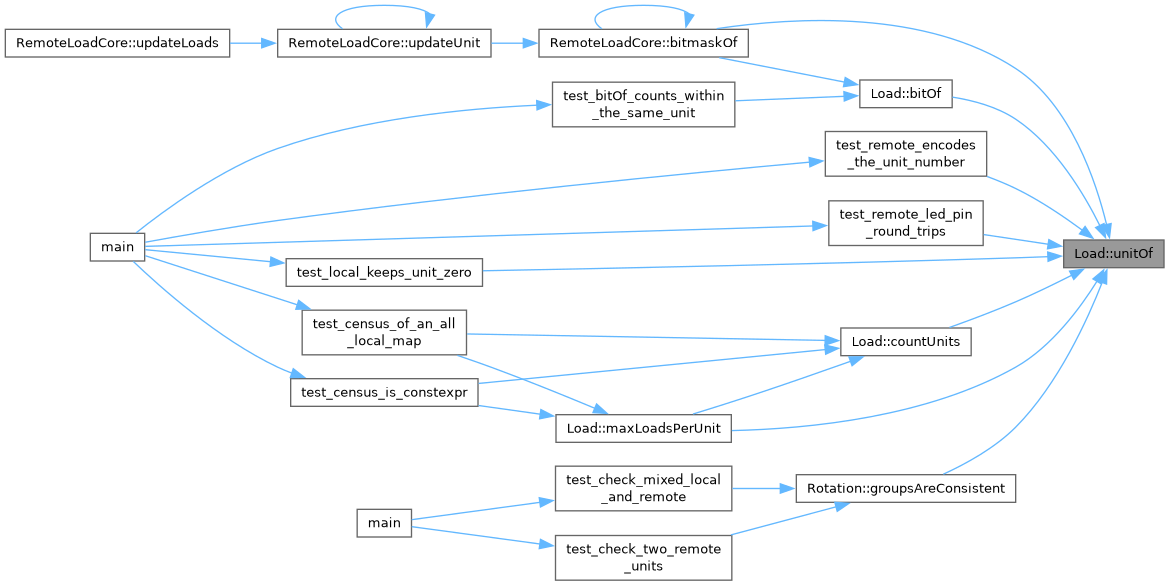 RemoteLoadCore::updateLoads
RemoteLoadCore::updateUnit
RemoteLoadCore::bitmaskOf
test_bitOf_counts_within
_the_same_unit
Load::bitOf
test_remote_encodes
_the_unit_number
test_remote_led_pin
_round_trips
main
Load::unitOf
test_local_keeps_unit_zero
test_census_of_an_all
_local_map
Load::countUnits
test_census_is_constexpr
Load::maxLoadsPerUnit
test_check_mixed_local
_and_remote
Rotation::groupsAreConsistent
main
test_check_two_remote
_units